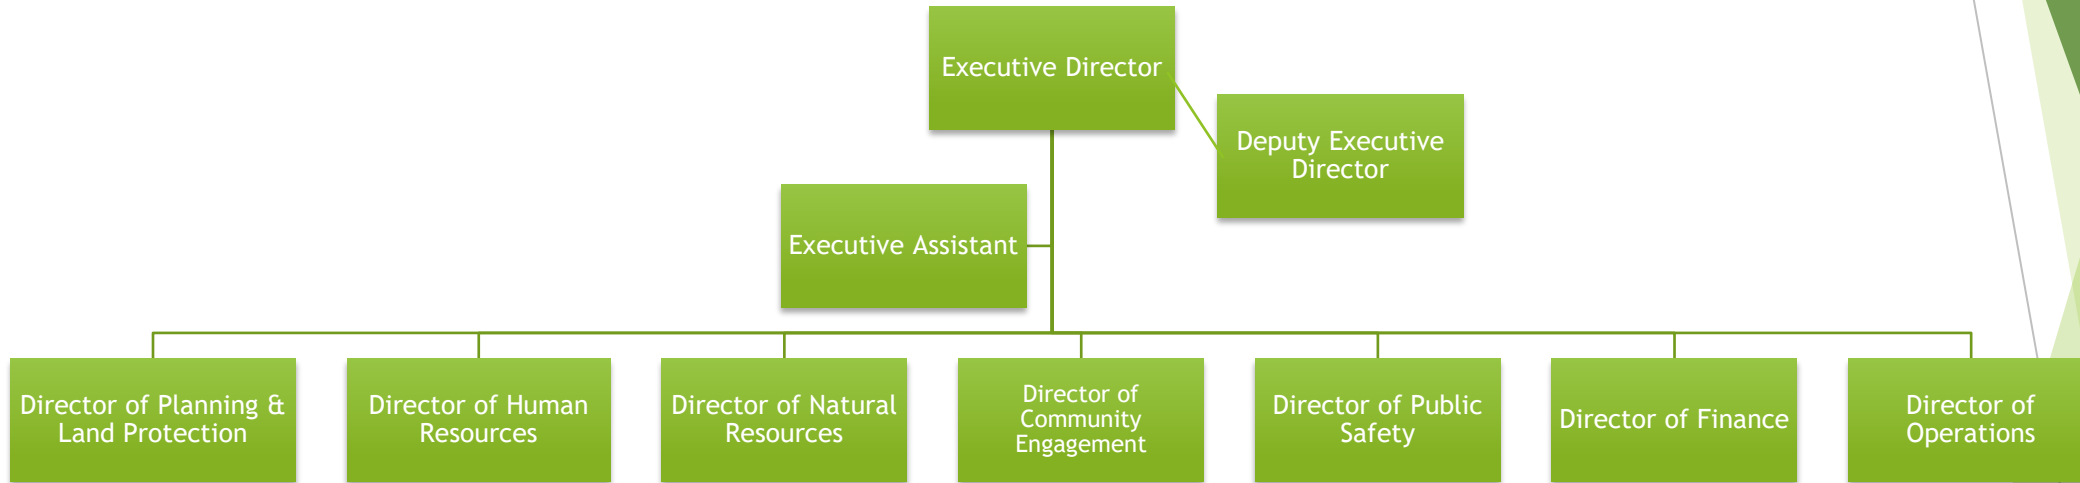 Executive Director
Deputy Executive
Director
Executive Assistant
Director of Planning &
Land Protection
Director of Human
Resources
Director of Natural
Resources
Director of
Community
Engagement
Director of Public
Safety
Director of Finance
Director of
Operations